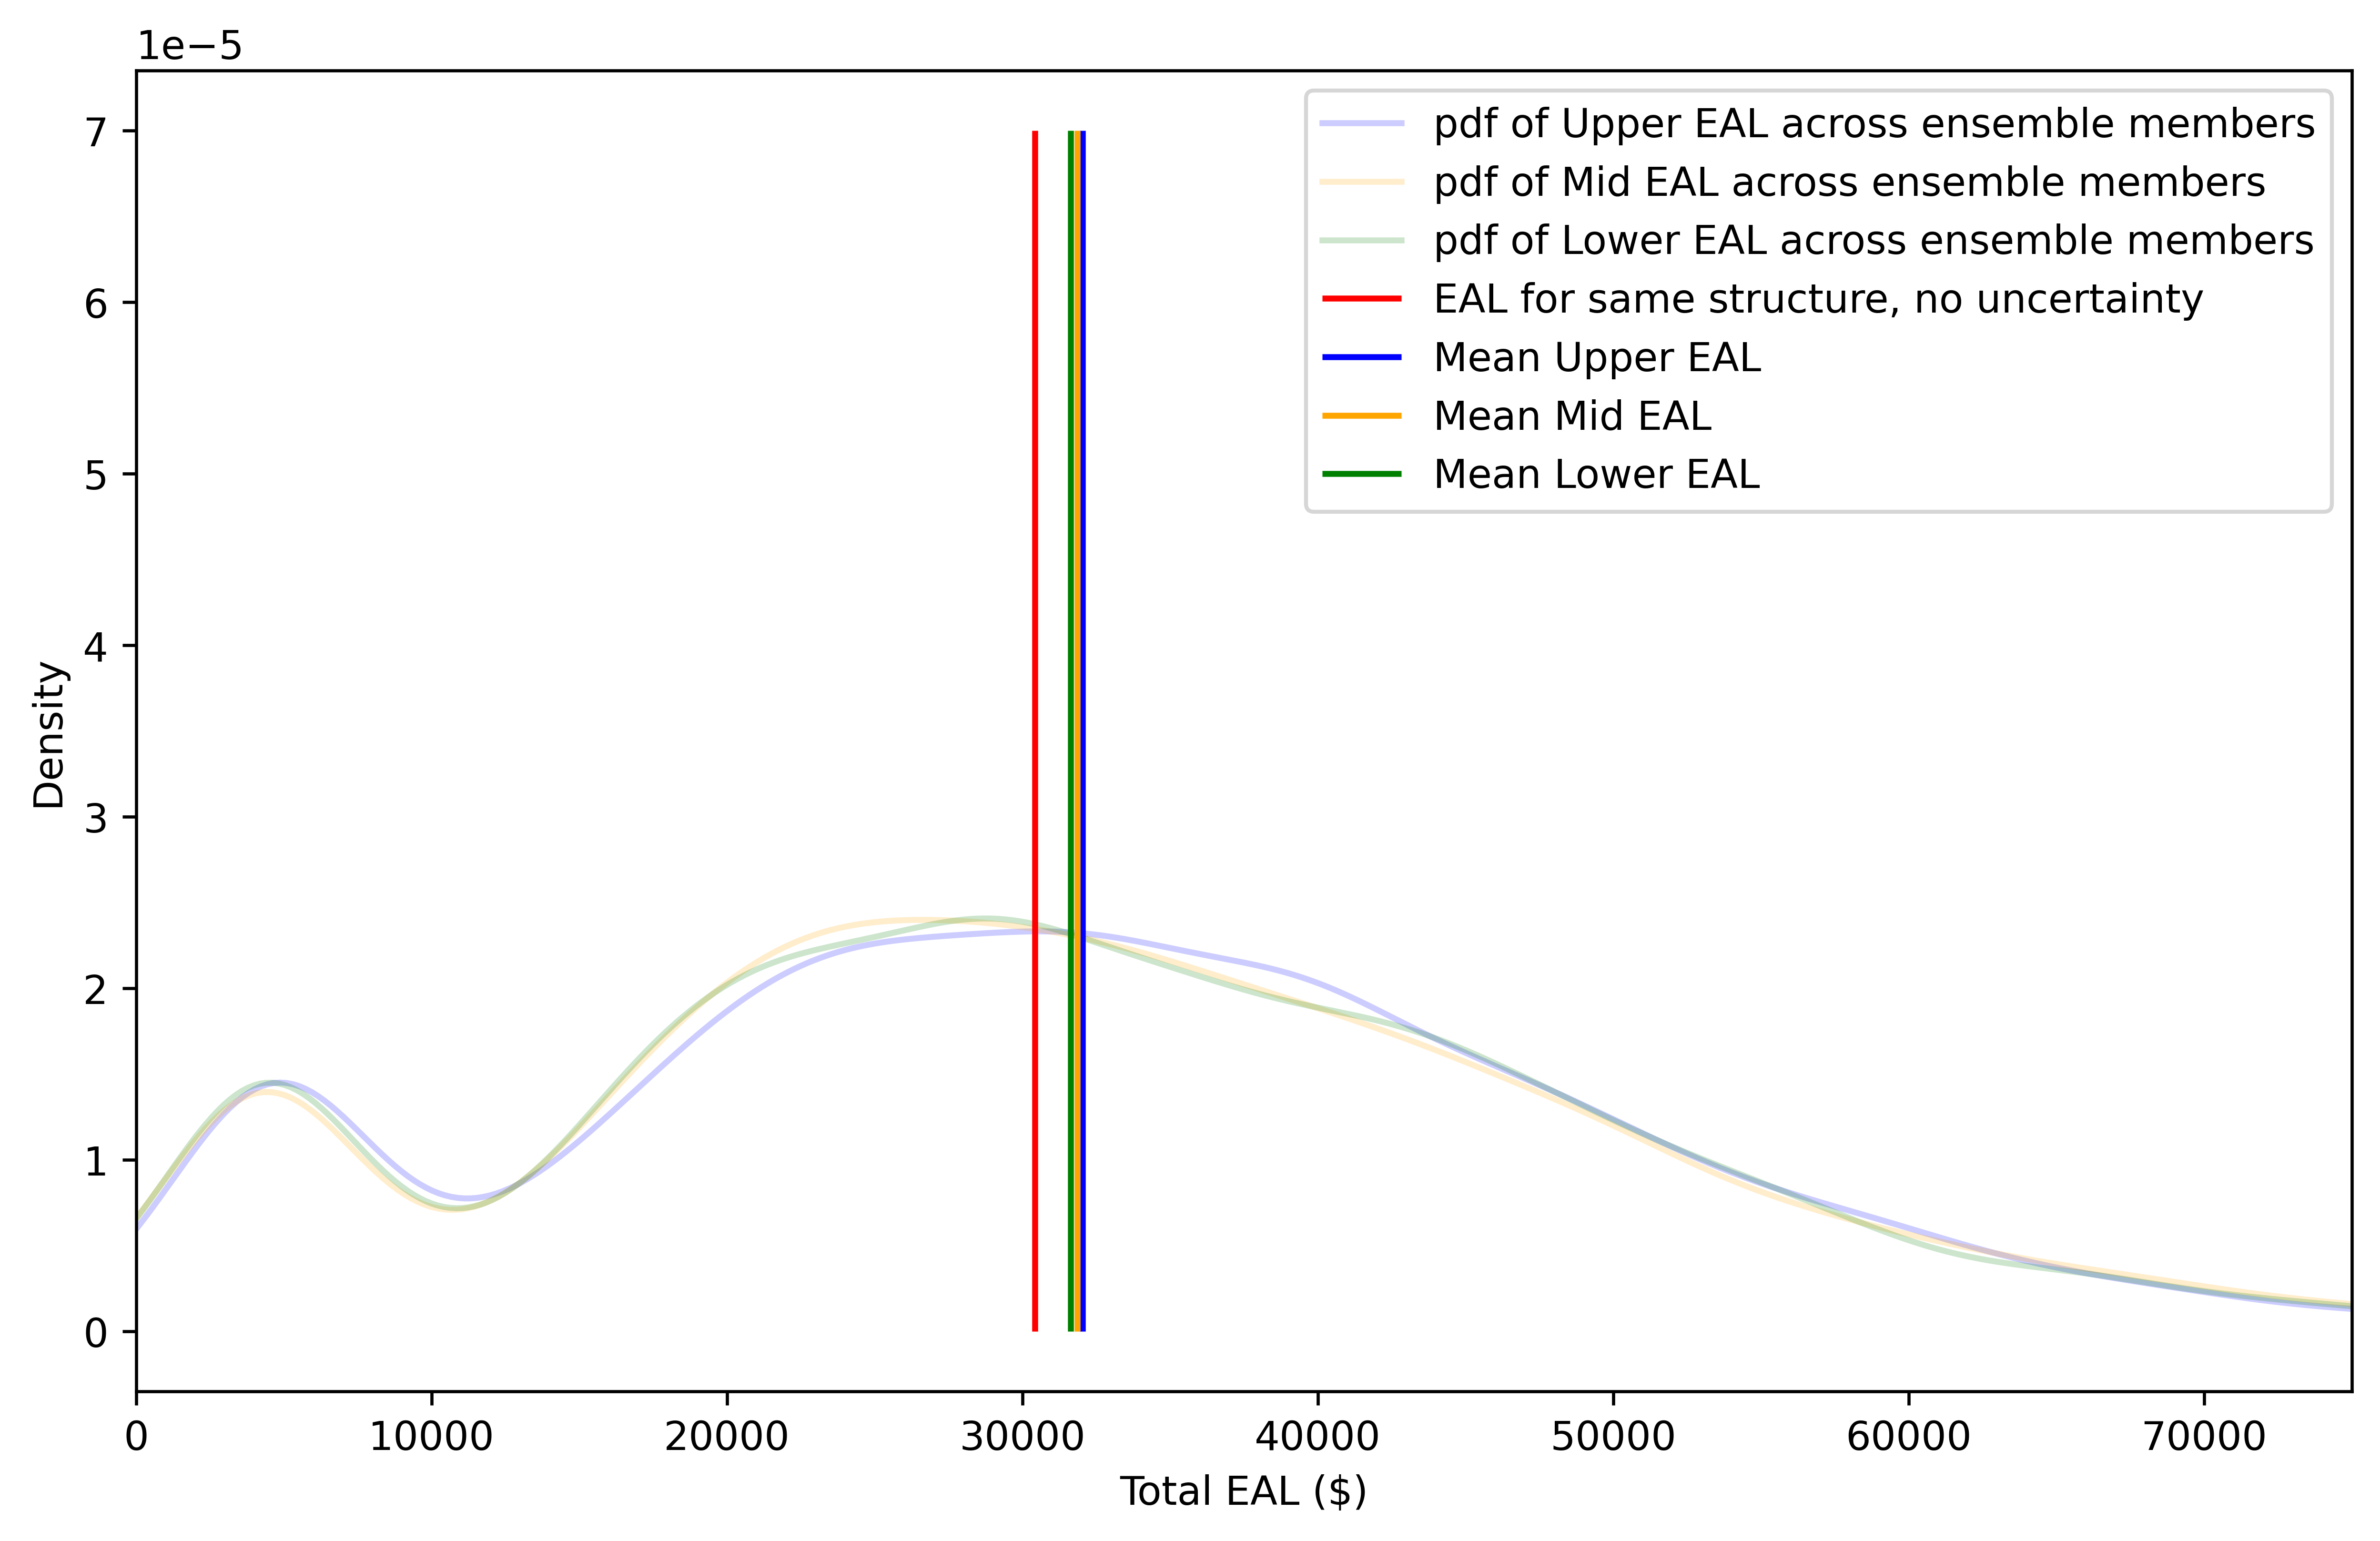 1e−5
7
6
5
4
3
2
1
0
Density
0 10000 20000 30000 40000 50000 60000 70000
Total EAL ($)
pdf of Upper EAL across ensemble members
pdf of Mid EAL across ensemble members
pdf of Lower EAL across ensemble members
EAL for same structure, no uncertainty
Mean Upper EAL
Mean Mid EAL
Mean Lower EAL